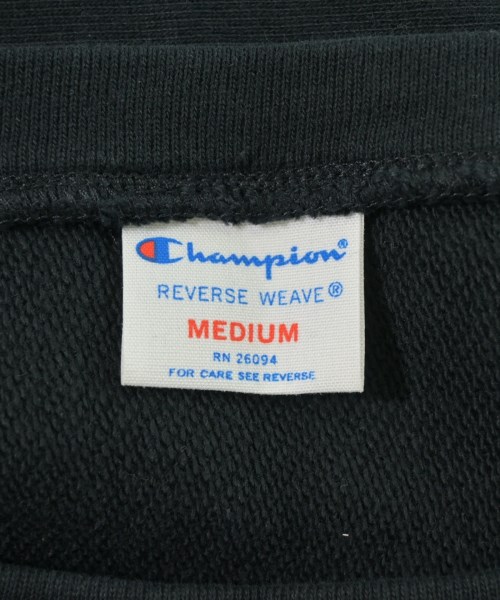 Champion®
REVERSE WEAVE®
MEDIUM
RN 26094
FOR CARE SEE REVERSE